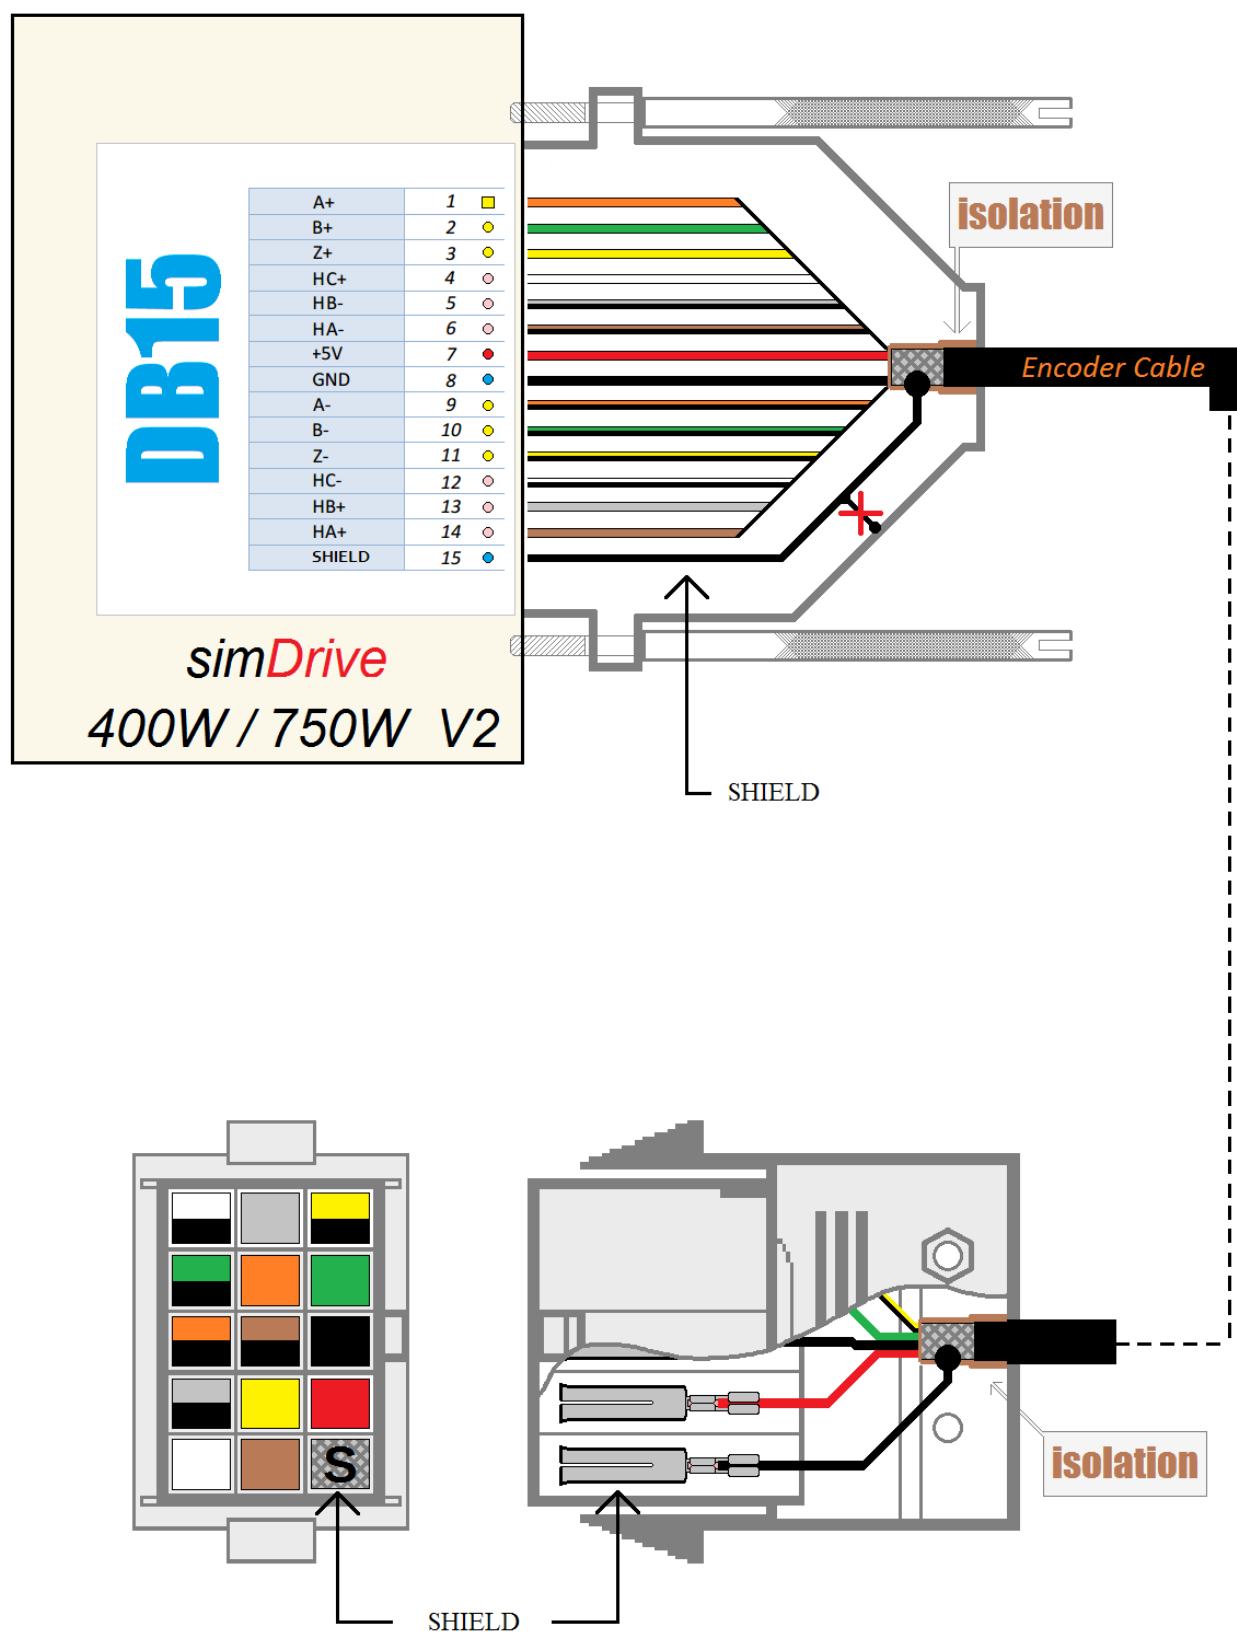 DB15
A+ 1
B+ 2
Z+ 3
HC+ 4
HB- 5
HA- 6
+5V 7
GND 8
A- 9
B- 10
Z- 11
HC- 12
HB+ 13
HA+ 14
SHIELD 15
simDrive
400W / 750W V2
isolation
Encoder Cable
SHIELD
S
isolation
SHIELD